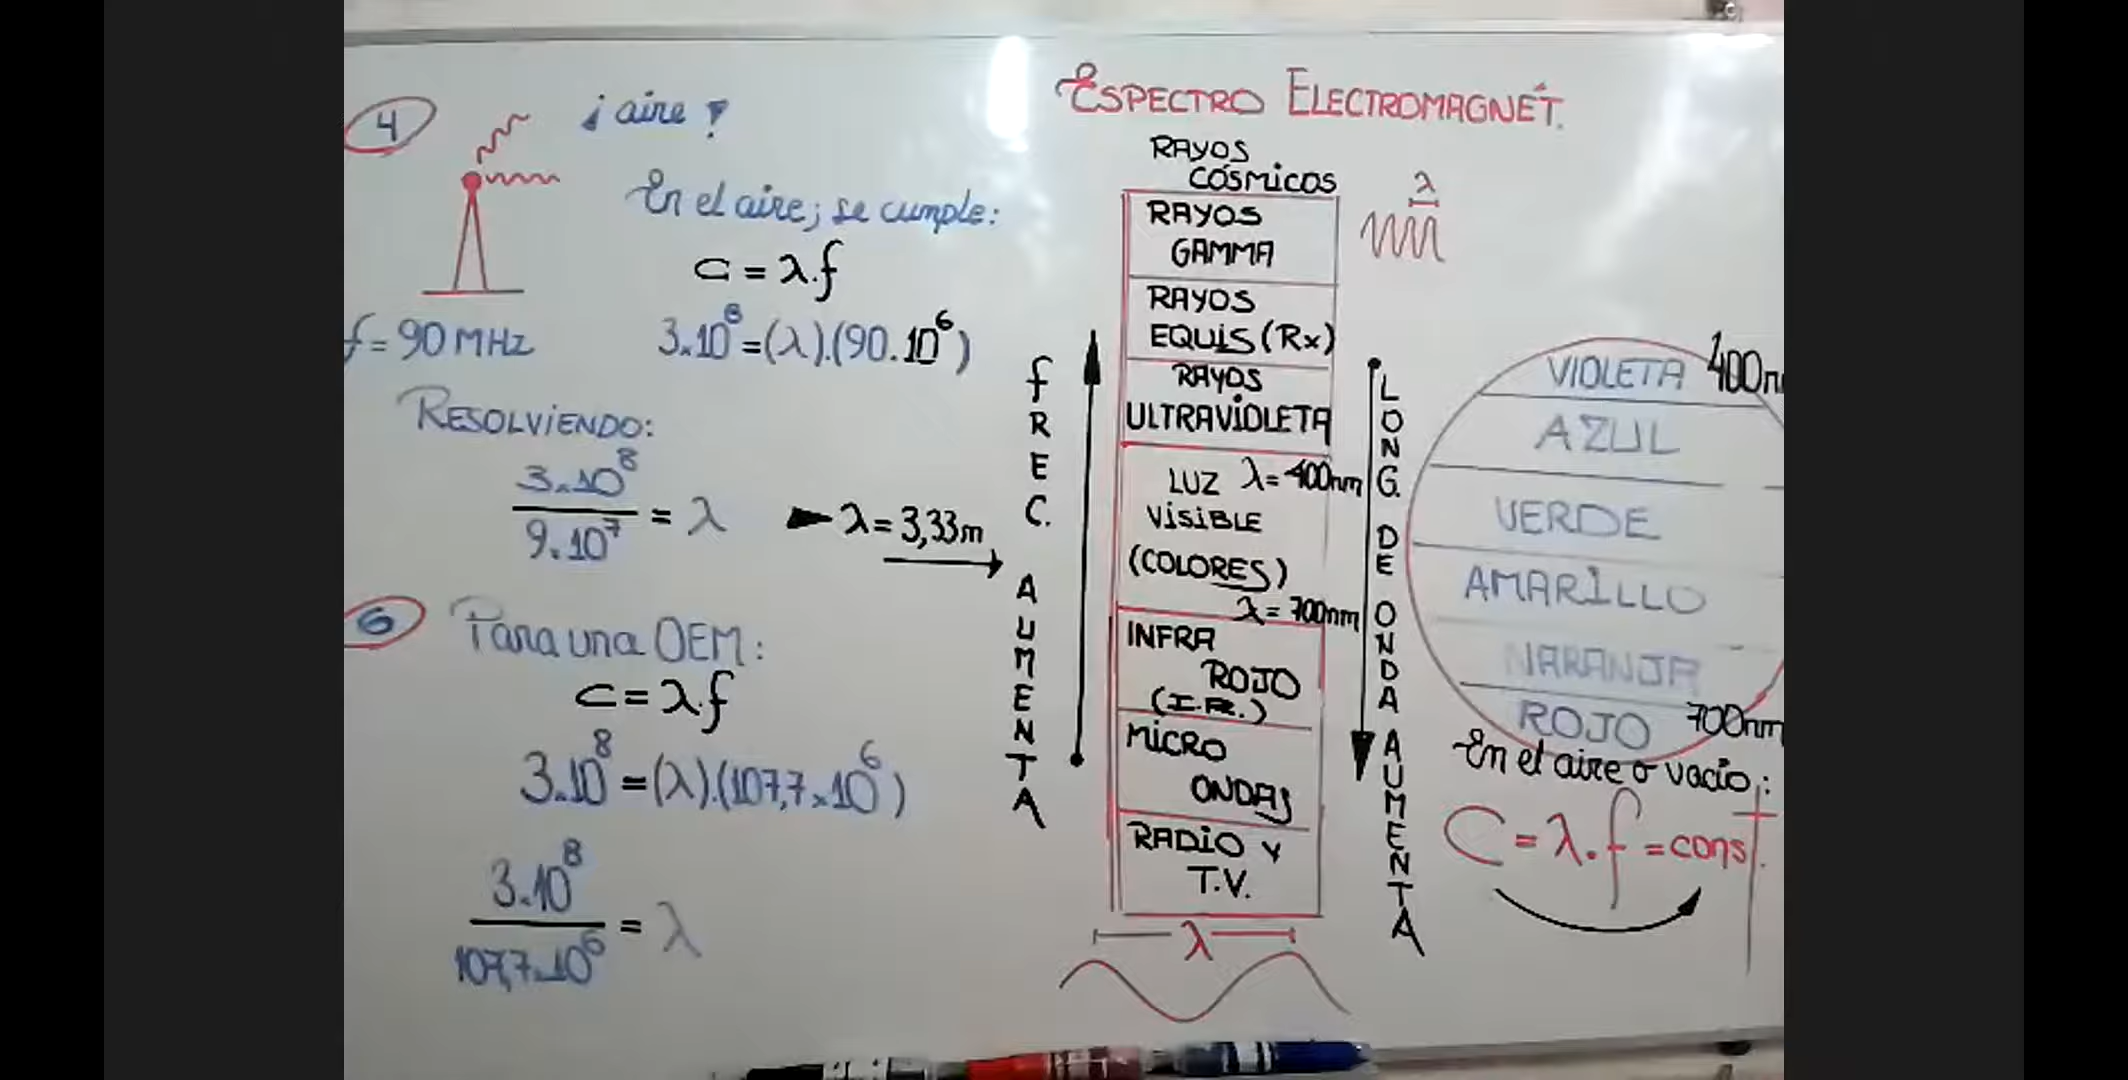 4
¡ aire !
En el aire; se cumple:
C = λ.f
f = 90 MHz
3.10⁸ = (λ).(90.10⁶)
RESOLVIENDO:
3.10⁸
9.10⁷
= λ
λ = 3,33m
6
Para una OEM:
C = λ.f
3.10⁸ = (λ).(107,7x10⁶)
3.10⁸
107,7.10⁶
= λ
ESPECTRO ELECTROMAGNÉT.
RAYOS
CÓSMICOS
RAYOS
GAMMA
RAYOS
EQUIS (Rx)
RAYOS
ULTRAVIOLETA
LUZ λ = 400nm
VISIBLE
(COLORES)
λ = 700nm
INFRA
ROJO
(I.R.)
MICRO
ONDAS
RADIO Y
T.V.
λ
FREC. AUMENTA
λ
LONG. DE ONDA AUMENTA
VIOLETA 400n
AZUL
VERDE
AMARILLO
NARANJA
ROJO 700nm
En el aire o vacío:
C = λ.f = const.